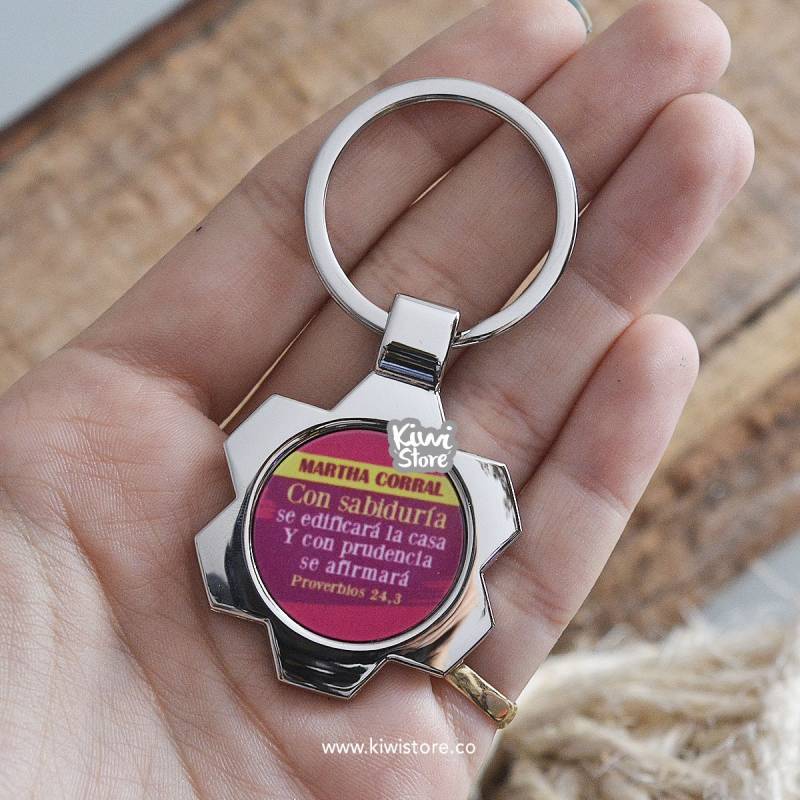 Kiwi
Store
MARTHA CORRAL
Con sabiduría
se edificará la casa
Y con prudencia
se afirmará
Proverbios 24,3
www.kiwistore.co